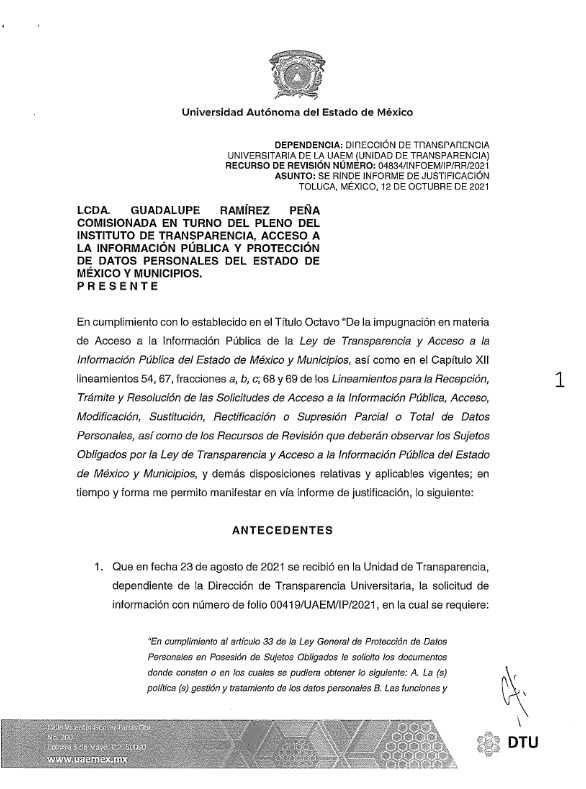 Universidad Autónoma del Estado de México
DEPENDENCIA: DIRECCIÓN DE TRANSPARENCIA
UNIVERSITARIA DE LA UAEM (UNIDAD DE TRANSPARENCIA)
RECURSO DE REVISIÓN NÚMERO: 04834/INFOEM/IP/RR/2021
ASUNTO: SE RINDE INFORME DE JUSTIFICACIÓN
TOLUCA, MÉXICO, 12 DE OCTUBRE DE 2021
LCDA. GUADALUPE RAMÍREZ PEÑA
COMISIONADA EN TURNO DEL PLENO DEL
INSTITUTO DE TRANSPARENCIA, ACCESO A
LA INFORMACIÓN PÚBLICA Y PROTECCIÓN
DE DATOS PERSONALES DEL ESTADO DE
MÉXICO Y MUNICIPIOS.
P R E S E N T E
En cumplimiento con lo establecido en el Título Octavo "De la impugnación en materia
de Acceso a la Información Pública de la Ley de Transparencia y Acceso a la
Información Pública del Estado de México y Municipios, así como en el Capítulo XII
lineamientos 54, 67, fracciones a, b, c; 68 y 69 de los Lineamientos para la Recepción,
Trámite y Resolución de las Solicitudes de Acceso a la Información Pública, Acceso,
Modificación, Sustitución, Rectificación o Supresión Parcial o Total de Datos
Personales, así como de los Recursos de Revisión que deberán observar los Sujetos
Obligados por la Ley de Transparencia y Acceso a la Información Pública del Estado
de México y Municipios, y demás disposiciones relativas y aplicables vigentes; en
tiempo y forma me permito manifestar en vía informe de justificación, lo siguiente:
1
ANTECEDENTES
1. Que en fecha 23 de agosto de 2021 se recibió en la Unidad de Transparencia,
dependiente de la Dirección de Transparencia Universitaria, la solicitud de
información con número de folio 00419/UAEM/IP/2021, en la cual se requiere:
"En cumplimiento al artículo 33 de la Ley General de Protección de Datos
Personales en Posesión de Sujetos Obligados le solicito los documentos
donde consten o en los cuales se pudiera obtener lo siguiente: A. La (s)
política (s) gestión y tratamiento de los datos personales B. Las funciones y
Calle Valentín Gómez Farías Ote.
No. 200
Colonia 5 de Mayo, C.P. 50090
www.uaemex.mx
DTU